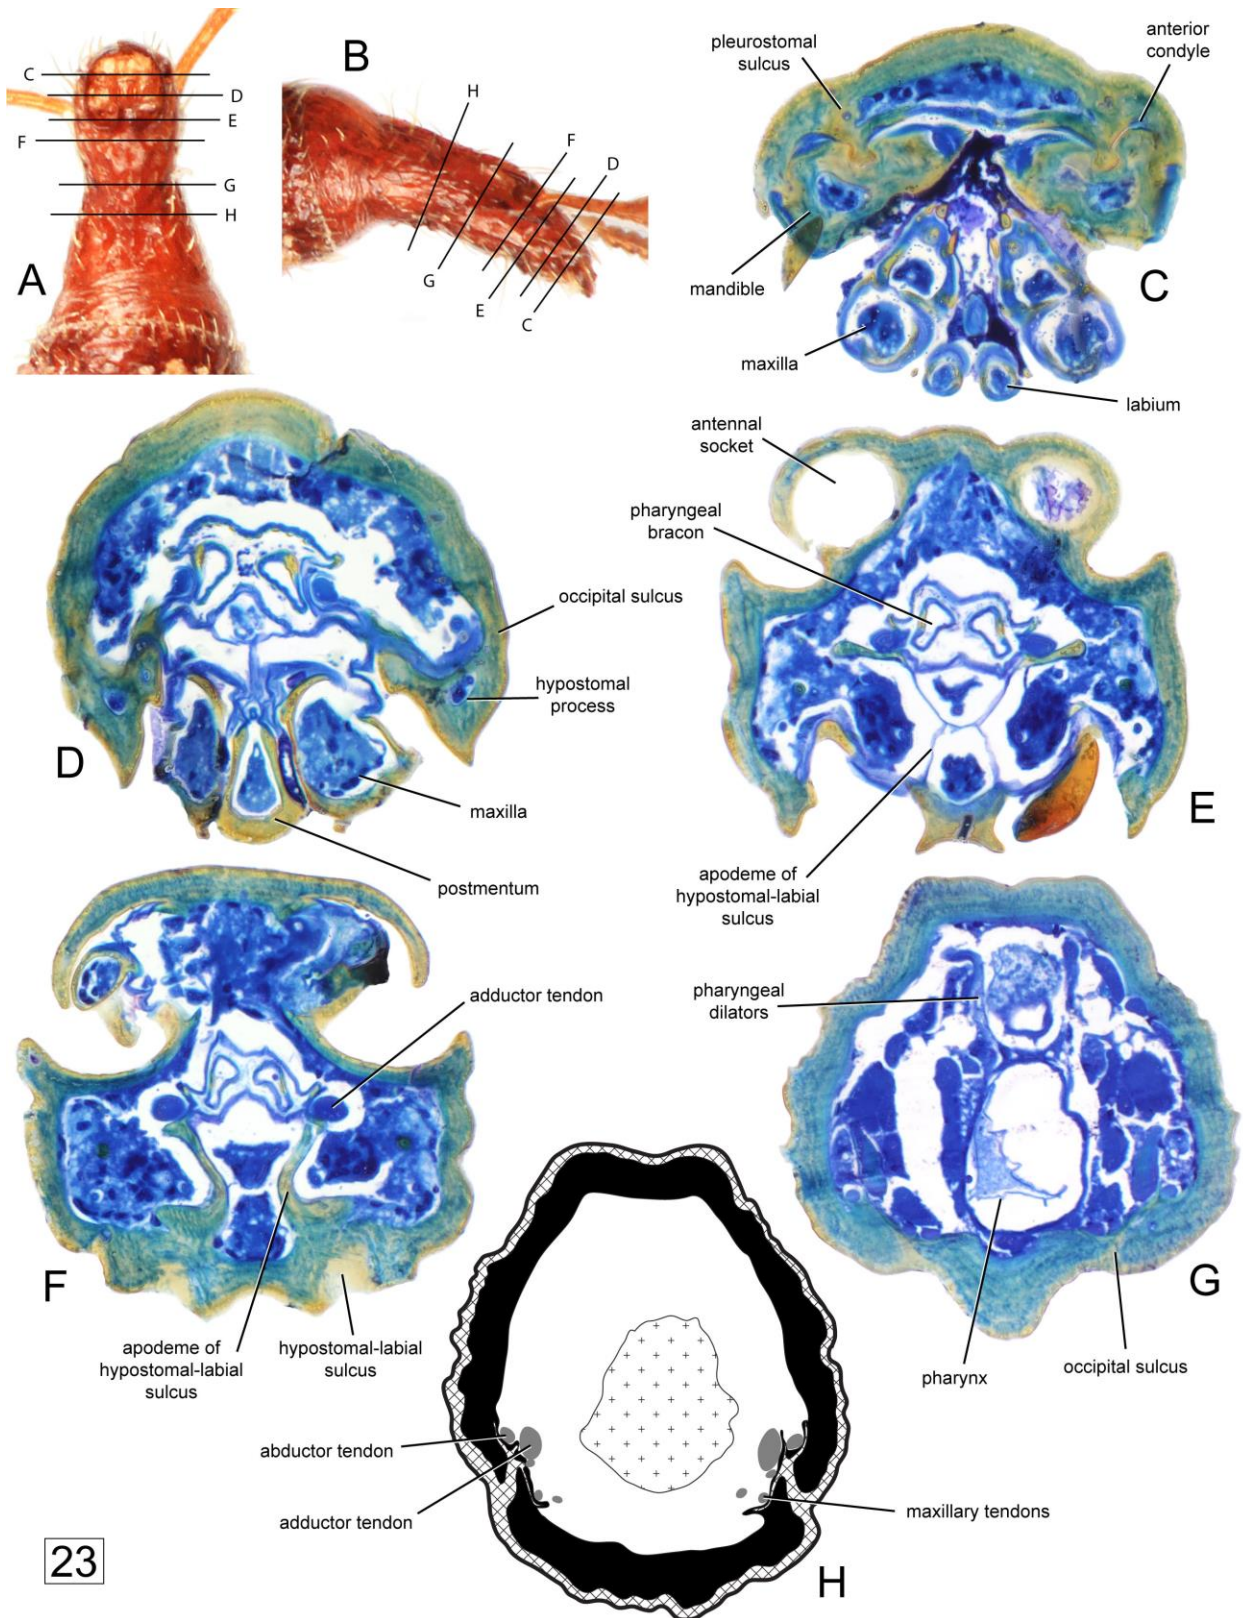 A
C
D
E
F
G
H
B
H
G
F
D
E
C
pleurostomal
sulcus
anterior
condyle
mandible
maxilla
labium
C
occipital sulcus
hypostomal
process
maxilla
postmentum
D
antennal
socket
pharyngeal
bracon
apodeme of
hypostomal-labial
sulcus
E
adductor tendon
apodeme of
hypostomal-labial
sulcus
hypostomal-labial
sulcus
F
pharyngeal
dilators
pharynx
occipital sulcus
G
abductor tendon
adductor tendon
maxillary tendons
H
23